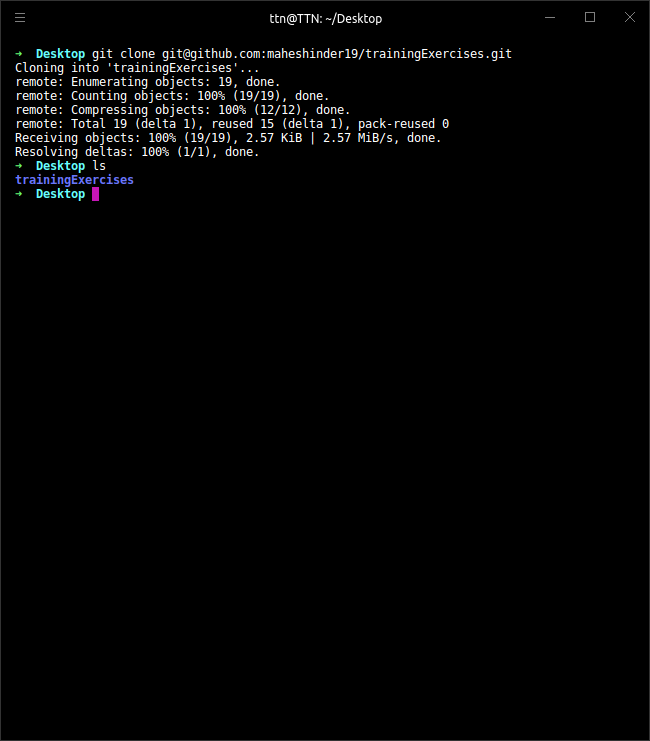 ttn@TTN: ~/Desktop
➜  Desktop git clone git@github.com:maheshinder19/trainingExercises.git
Cloning into 'trainingExercises'...
remote: Enumerating objects: 19, done.
remote: Counting objects: 100% (19/19), done.
remote: Compressing objects: 100% (12/12), done.
remote: Total 19 (delta 1), reused 15 (delta 1), pack-reused 0
Receiving objects: 100% (19/19), 2.57 KiB | 2.57 MiB/s, done.
Resolving deltas: 100% (1/1), done.
➜  Desktop ls
trainingExercises
➜  Desktop